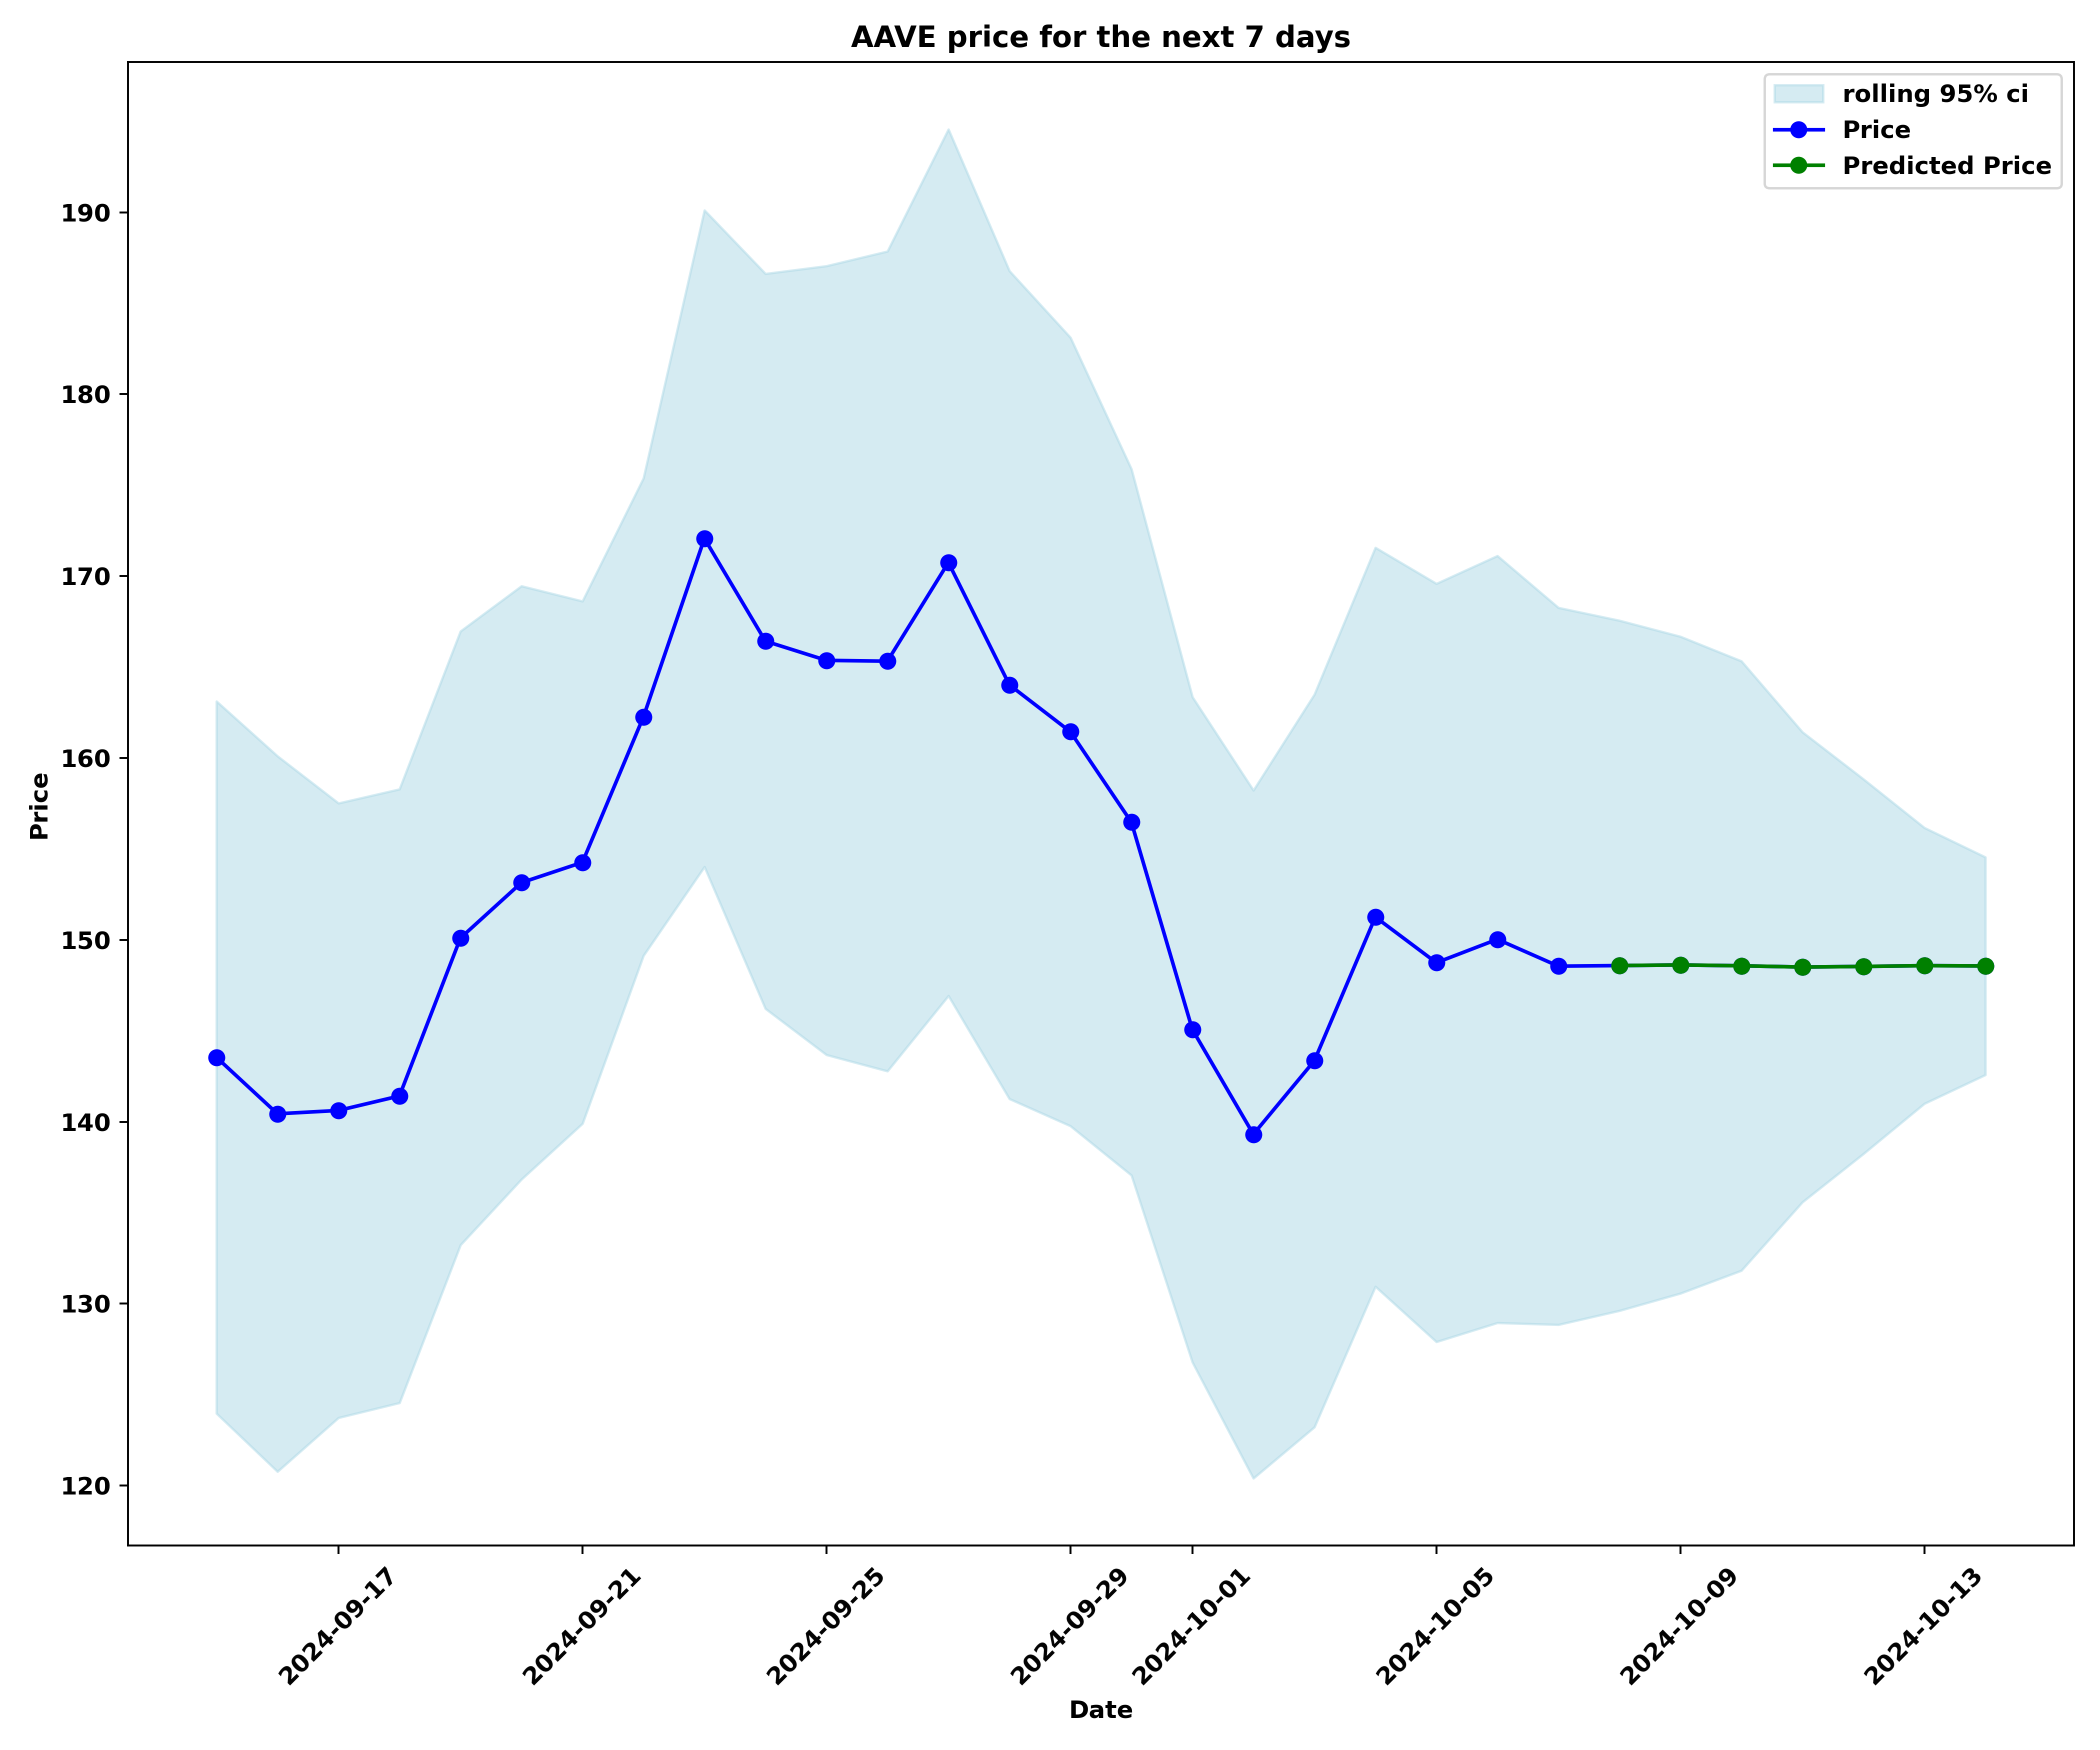 AAVE price for the next 7 days
rolling 95% ci
Price
Predicted Price
190
180
170
160
150
140
130
120
Price
2024-09-17
2024-09-21
2024-09-25
2024-09-29
2024-10-01
2024-10-05
2024-10-09
2024-10-13
Date